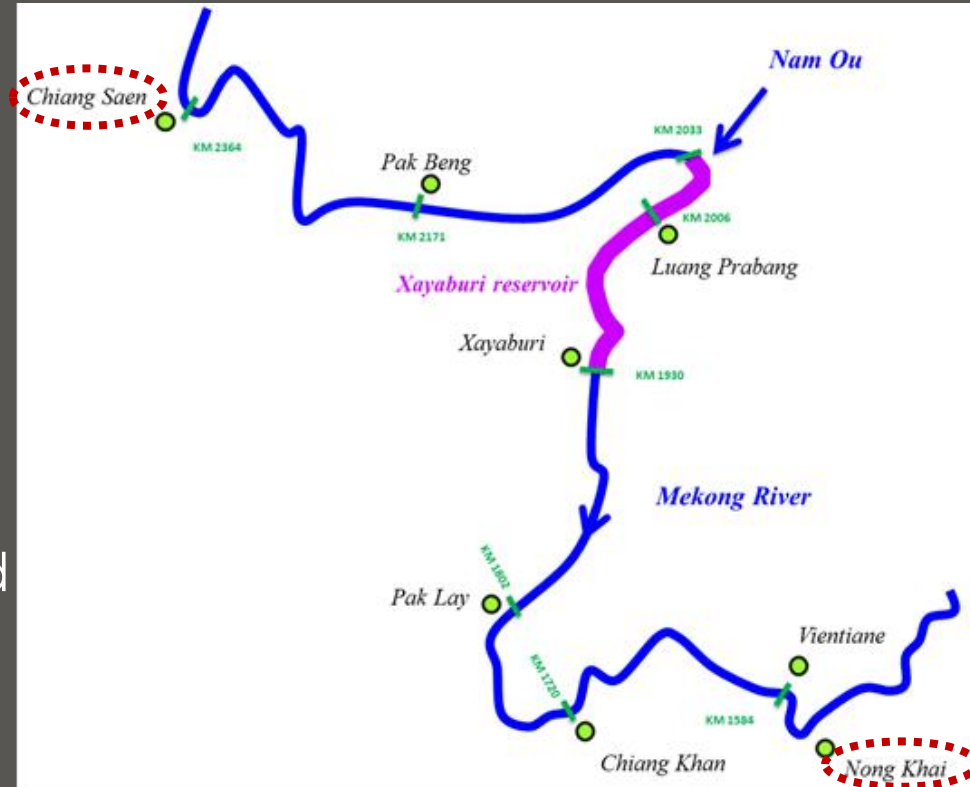 Nam Ou
Chiang Saen
KM 2033
KM 2364
Pak Beng
KM 2006
KM 2171
Luang Prabang
Xayaburi reservoir
Xayaburi
KM 1930
Mekong River
KM 1802
Pak Lay
Vientiane
KM 1720
KM 1584
Chiang Khan
Nong Khai